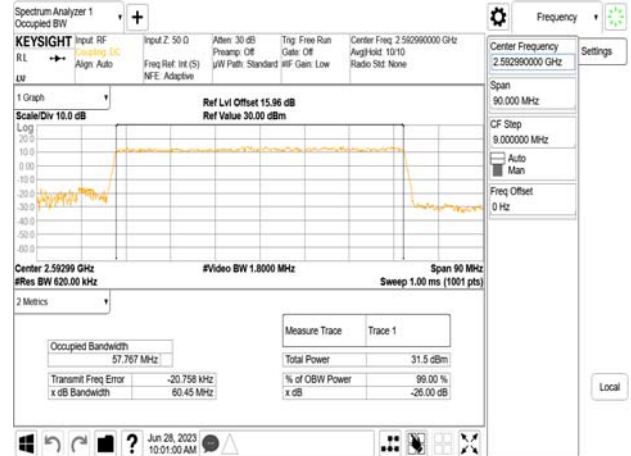 Spectrum Analyzer 1
Occupied BW
+
Frequency
KEYSIGHT Input: RF Input Z: 50 Ω Atten: 30 dB Trig: Free Run Center Freq: 2.592990000 GHz
RL Coupling: DC Preamp: Off Gate: Off Avg|Hold: 10/10
Align: Auto Freq Ref: Int (S) µW Path: Standard #IF Gain: Low Radio Std: None
NFE: Adaptive
Center Frequency
2.592990000 GHz
Settings
Span
90.000 MHz
CF Step
9.000000 MHz
Auto
Man
Freq Offset
0 Hz
Local
1 Graph
Ref Lvl Offset 15.96 dB
Scale/Div 10.0 dB Ref Value 30.00 dBm
Log
20.0
10.0
0.00
-10.0
-20.0
-30.0
-40.0
-50.0
-60.0
Center 2.59299 GHz #Video BW 1.8000 MHz Span 90 MHz
#Res BW 620.00 kHz Sweep 1.00 ms (1001 pts)
2 Metrics
Measure Trace Trace 1
Occupied Bandwidth
57.767 MHz
Total Power 31.5 dBm
Transmit Freq Error -20.758 kHz % of OBW Power 99.00 %
x dB Bandwidth 60.45 MHz x dB -26.00 dB
?
Jun 28, 2023
10:01:00 AM